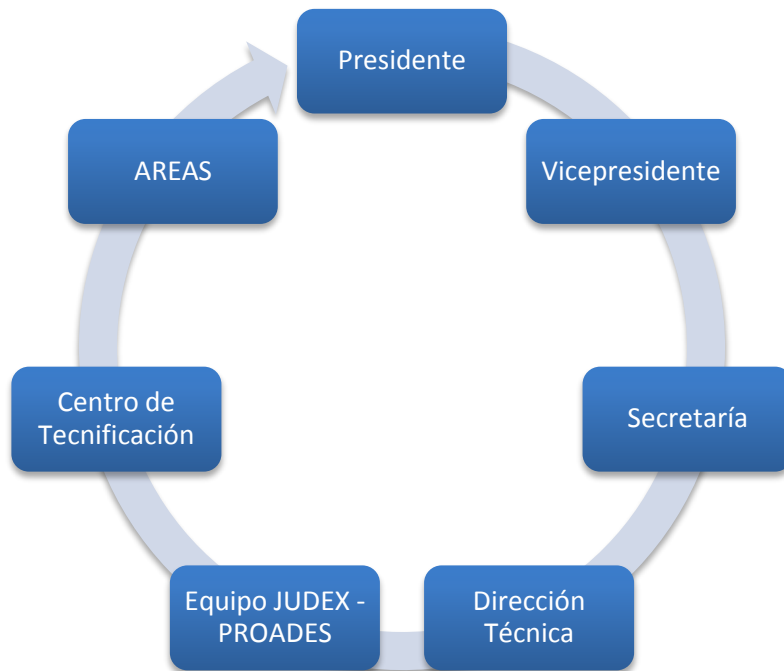 Presidente
Vicepresidente
Secretaría
Dirección
Técnica
Equipo JUDEX -
PROADES
Centro de
Tecnificación
AREAS